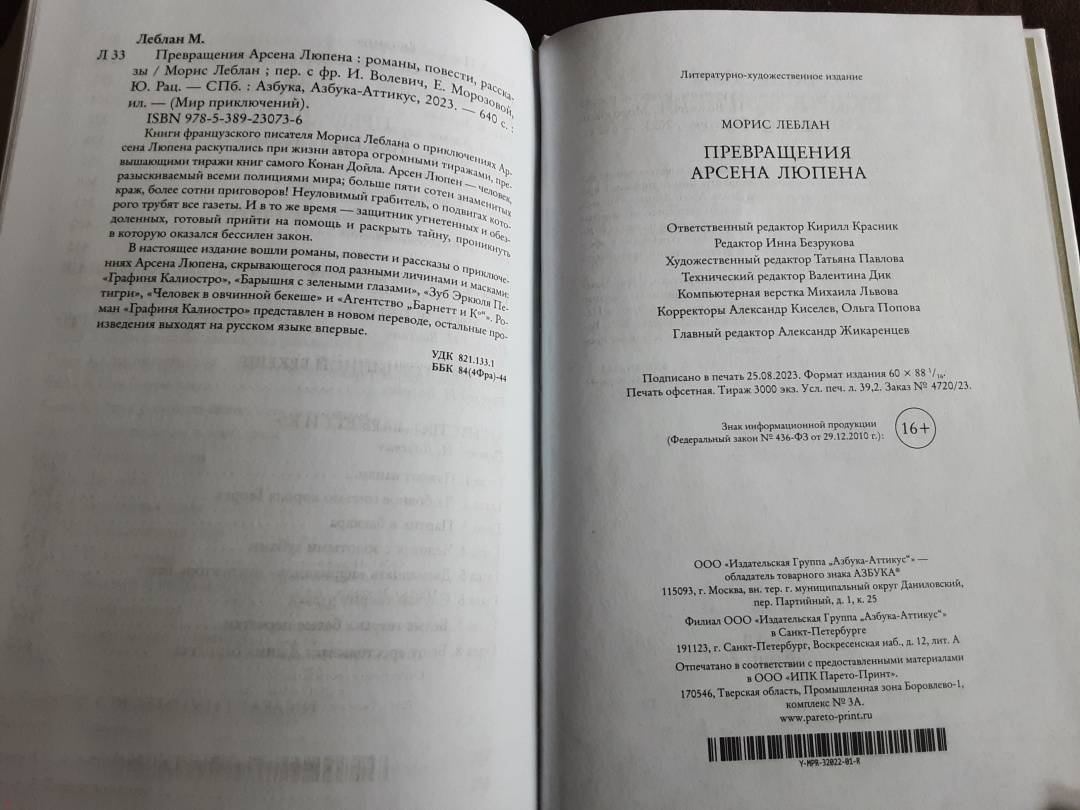 Леблан М.
Л 33 Превращения Арсена Люпена : романы, повести, расска-
зы / Морис Леблан ; пер. с фр. И. Волевич, Е. Морозовой,
Ю. Рац. — СПб. : Азбука, Азбука-Аттикус, 2023. — 640 с. :
ил. — (Мир приключений).
ISBN 978-5-389-23073-6
Книги французского писателя Мориса Леблана о приключениях Ар-
сена Люпена раскупались при жизни автора огромными тиражами, пре-
вышающими тиражи книг самого Конан Дойла. Арсен Люпен — человек,
разыскиваемый всеми полициями мира; больше пяти сотен знаменитых
краж, более сотни приговоров! Неуловимый грабитель, о подвигах кото-
рого трубят все газеты. И в то же время — защитник угнетенных и обез-
доленных, готовый прийти на помощь и раскрыть тайну, проникнуть
в которую оказался бессилен закон.
В настоящее издание вошли романы, повести и рассказы о приключе-
ниях Арсена Люпена, скрывающегося под разными личинами и масками:
«Графиня Калиостро», «Барышня с зелеными глазами», «Зуб Эркюля Пе-
тигри», «Человек в овчинной бекеше» и «Агентство „Барнетт и Кº“». Ро-
ман «Графиня Калиостро» представлен в новом переводе, остальные про-
изведения выходят на русском языке впервые.
УДК 821.133.1
ББК 84(4Фра)-44
Литературно-художественное издание
МОРИС ЛЕБЛАН
ПРЕВРАЩЕНИЯ
АРСЕНА ЛЮПЕНА
Ответственный редактор Кирилл Красник
Редактор Инна Безрукова
Художественный редактор Татьяна Павлова
Технический редактор Валентина Дик
Компьютерная верстка Михаила Львова
Корректоры Александр Киселев, Ольга Попова
Главный редактор Александр Жикаренцев
Подписано в печать 25.08.2023. Формат издания 60 × 88 1/16.
Печать офсетная. Тираж 3000 экз. Усл. печ. л. 39,2. Заказ № 4720/23.
Знак информационной продукции
(Федеральный закон № 436-ФЗ от 29.12.2010 г.): 16+
ООО «Издательская Группа „Азбука-Аттикус“» —
обладатель товарного знака АЗБУКА®
115093, г. Москва, вн. тер. г. муниципальный округ Даниловский,
пер. Партийный, д. 1, к. 25
Филиал ООО «Издательская Группа „Азбука-Аттикус“»
в Санкт-Петербурге
191123, г. Санкт-Петербург, Воскресенская наб., д. 12, лит. А
Отпечатано в соответствии с предоставленными материалами
в ООО «ИПК Парето-Принт».
170546, Тверская область, Промышленная зона Боровлево-1,
комплекс № 3А.
www.pareto-print.ru
Y-MPR-32022-01-R